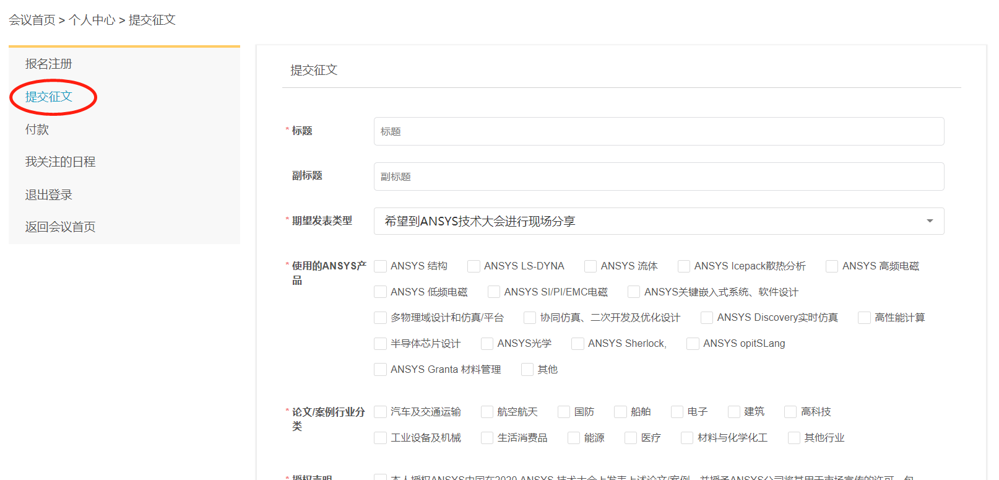 会议首页 > 个人中心 > 提交征文
报名注册
提交征文
付款
我关注的日程
退出登录
返回会议首页
提交征文
* 标题
标题
副标题
副标题
* 期望发表类型
希望到ANSYS技术大会进行现场分享
* 使用的ANSYS产品
ANSYS 结构 ANSYS LS-DYNA ANSYS 流体 ANSYS Icepack散热分析 ANSYS 高频电磁
ANSYS 低频电磁 ANSYS SI/PI/EMC电磁 ANSYS关键嵌入式系统、软件设计
多物理域设计和仿真/平台 协同仿真、二次开发及优化设计 ANSYS Discovery实时仿真 高性能计算
半导体芯片设计 ANSYS光学 ANSYS Sherlock, ANSYS opitSLang
ANSYS Granta 材料管理 其他
* 论文/案例行业分类
汽车及交通运输 航空航天 国防 船舶 电子 建筑 高科技
工业设备及机械 生活消费品 能源 医疗 材料与化学化工 其他行业
* 授权声明
本人授权ANSYS中国在2020 ANSYS 技术大会上发表上述论文/案例，并授予ANSYS公司将其用于市场宣传的许可，包